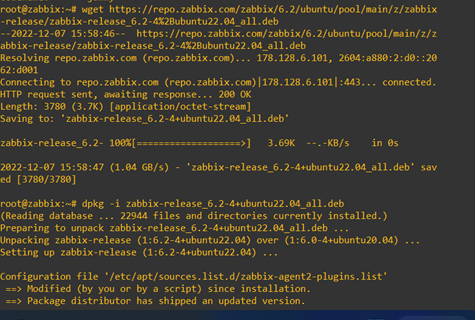 root@zabbix:~# wget https://repo.zabbix.com/zabbix/6.2/ubuntu/pool/main/z/zabbix
-release/zabbix-release_6.2-4%2Bubuntu22.04_all.deb
--2022-12-07 15:58:46--  https://repo.zabbix.com/zabbix/6.2/ubuntu/pool/main/z/z
abbix-release/zabbix-release_6.2-4%2Bubuntu22.04_all.deb
Resolving repo.zabbix.com (repo.zabbix.com)... 178.128.6.101, 2604:a880:2:d0::20
62:d001
Connecting to repo.zabbix.com (repo.zabbix.com)|178.128.6.101|:443... connected.
HTTP request sent, awaiting response... 200 OK
Length: 3780 (3.7K) [application/octet-stream]
Saving to: 'zabbix-release_6.2-4+ubuntu22.04_all.deb'
zabbix-release_6.2- 100%[===================>]   3.69K  --.-KB/s    in 0s
2022-12-07 15:58:47 (1.04 GB/s) - 'zabbix-release_6.2-4+ubuntu22.04_all.deb' sav
ed [3780/3780]
root@zabbix:~# dpkg -i zabbix-release_6.2-4+ubuntu22.04_all.deb
(Reading database ... 22944 files and directories currently installed.)
Preparing to unpack zabbix-release_6.2-4+ubuntu22.04_all.deb ...
Unpacking zabbix-release (1:6.2-4+ubuntu22.04) over (1:6.0-4+ubuntu20.04) ...
Setting up zabbix-release (1:6.2-4+ubuntu22.04) ...
Configuration file '/etc/apt/sources.list.d/zabbix-agent2-plugins.list'
 ==> Modified (by you or by a script) since installation.
 ==> Package distributor has shipped an updated version.